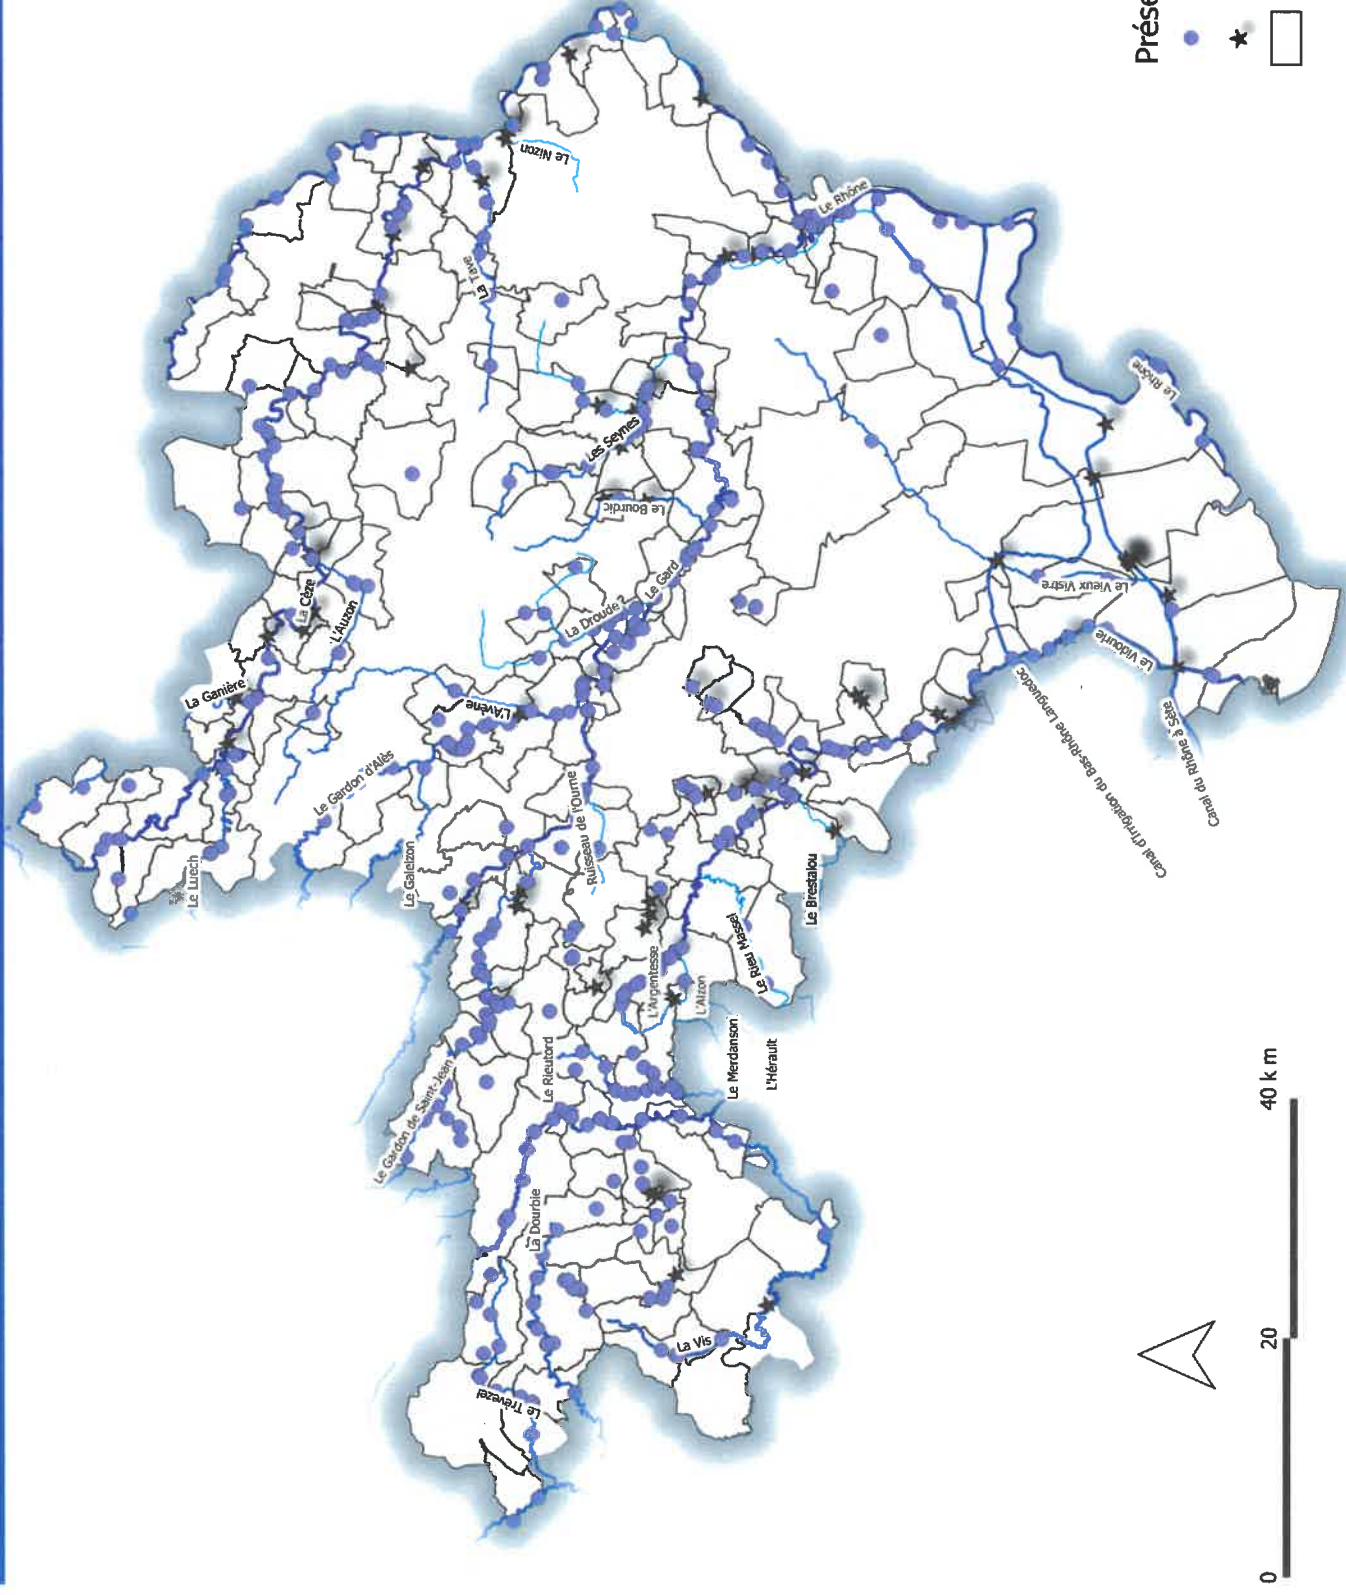 Le Nizon
Le Rhône
La Tave
Les Seynes
Le Bourdic
La Cèze
L'Auzon
Le Gard
La Droude 2
La Ganière
L'Avène
Le Gardon d'Alès
Le Luech
Le Galeizon
Ruisseau de l'Ourne
Le Vieux Vistre
Le Rhône
Le Vidourle
Canal du Rhône à Sète
Canal d'Irrigation du Bas-Rhône Languedoc
Le Brestalou
Le Rieu Massel
L'Argentesse
L'Alzon
Le Merdanson
L'Hérault
Le Rieutord
Le Gardon de Saint-Jean
La Dourbie
La Vis
Le Trévezel
Prése
0 20 40 km